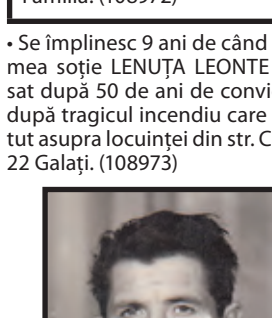 Familia. (108972)
• Se împlinesc 9 ani de când
mea soție LENUȚA LEONTE
sat după 50 de ani de convi
după tragicul incendiu care
tut asupra locuinței din str. C
22 Galați. (108973)